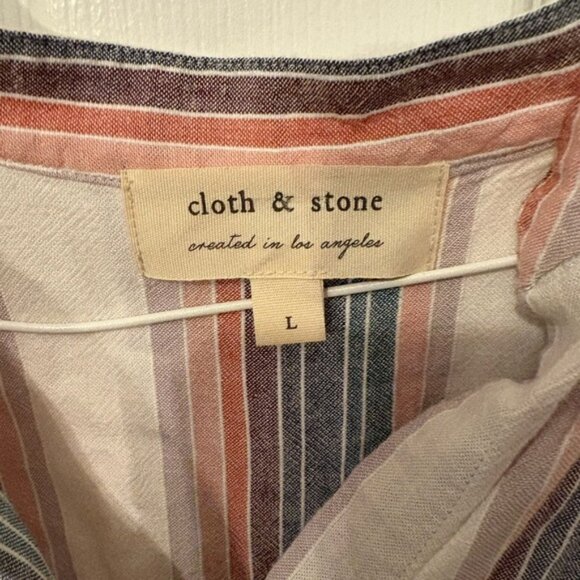 cloth & stone
created in los angeles
L